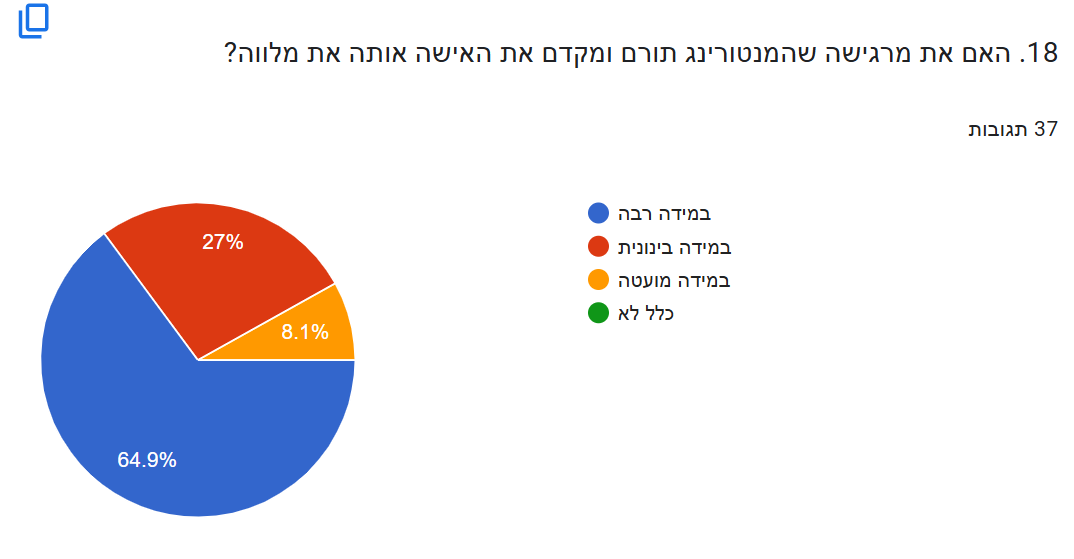 18. האם את מרגישה שהמנטורינג תורם ומקדם את האישה אותה את מלווה?
37 תגובות
במידה רבה
במידה בינונית
במידה מועטה
כלל לא
27%
8.1%
64.9%